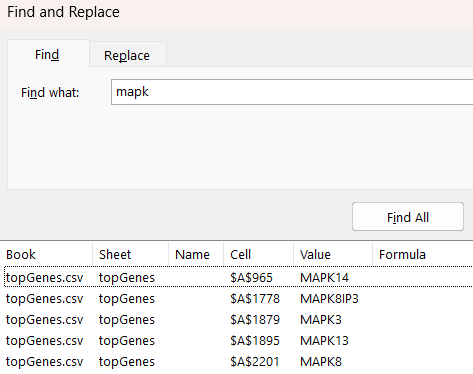 Find and Replace
Find Replace
Find what: mapk
Find All
Book Sheet Name Cell Value Formula
topGenes.csv topGenes $A$965 MAPK14
topGenes.csv topGenes $A$1778 MAPK8IP3
topGenes.csv topGenes $A$1879 MAPK3
topGenes.csv topGenes $A$1895 MAPK13
topGenes.csv topGenes $A$2201 MAPK8